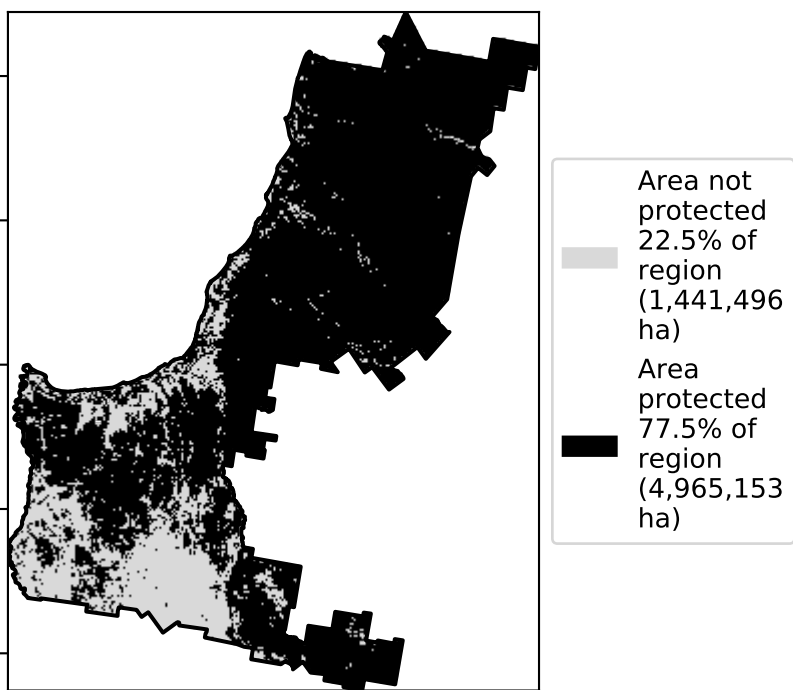 Area not
protected
22.5% of
region
(1,441,496
ha)
Area
protected
77.5% of
region
(4,965,153
ha)